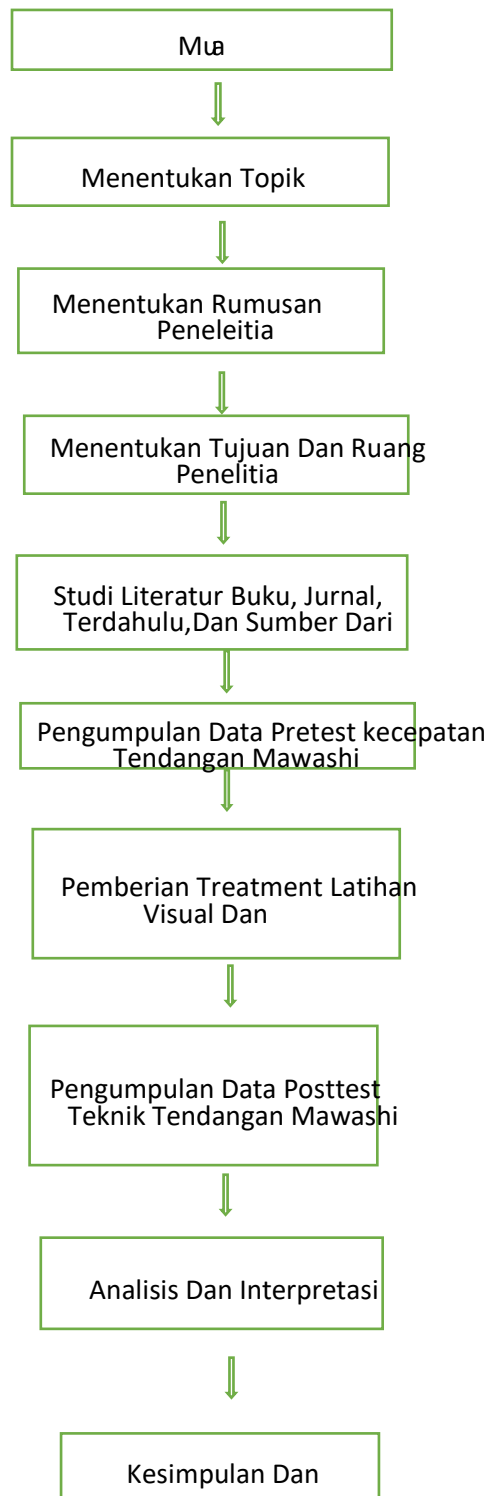 Mua
Menentukan Topik
Menentukan Rumusan
Peneleitia
Menentukan Tujuan Dan Ruang
Penelitia
Studi Literatur Buku, Jurnal,
Terdahulu,Dan Sumber Dari
Pengumpulan Data Pretest kecepatan
Tendangan Mawashi
Pemberian Treatment Latihan
Visual Dan
Pengumpulan Data Posttest
Teknik Tendangan Mawashi
Analisis Dan Interpretasi
Kesimpulan Dan